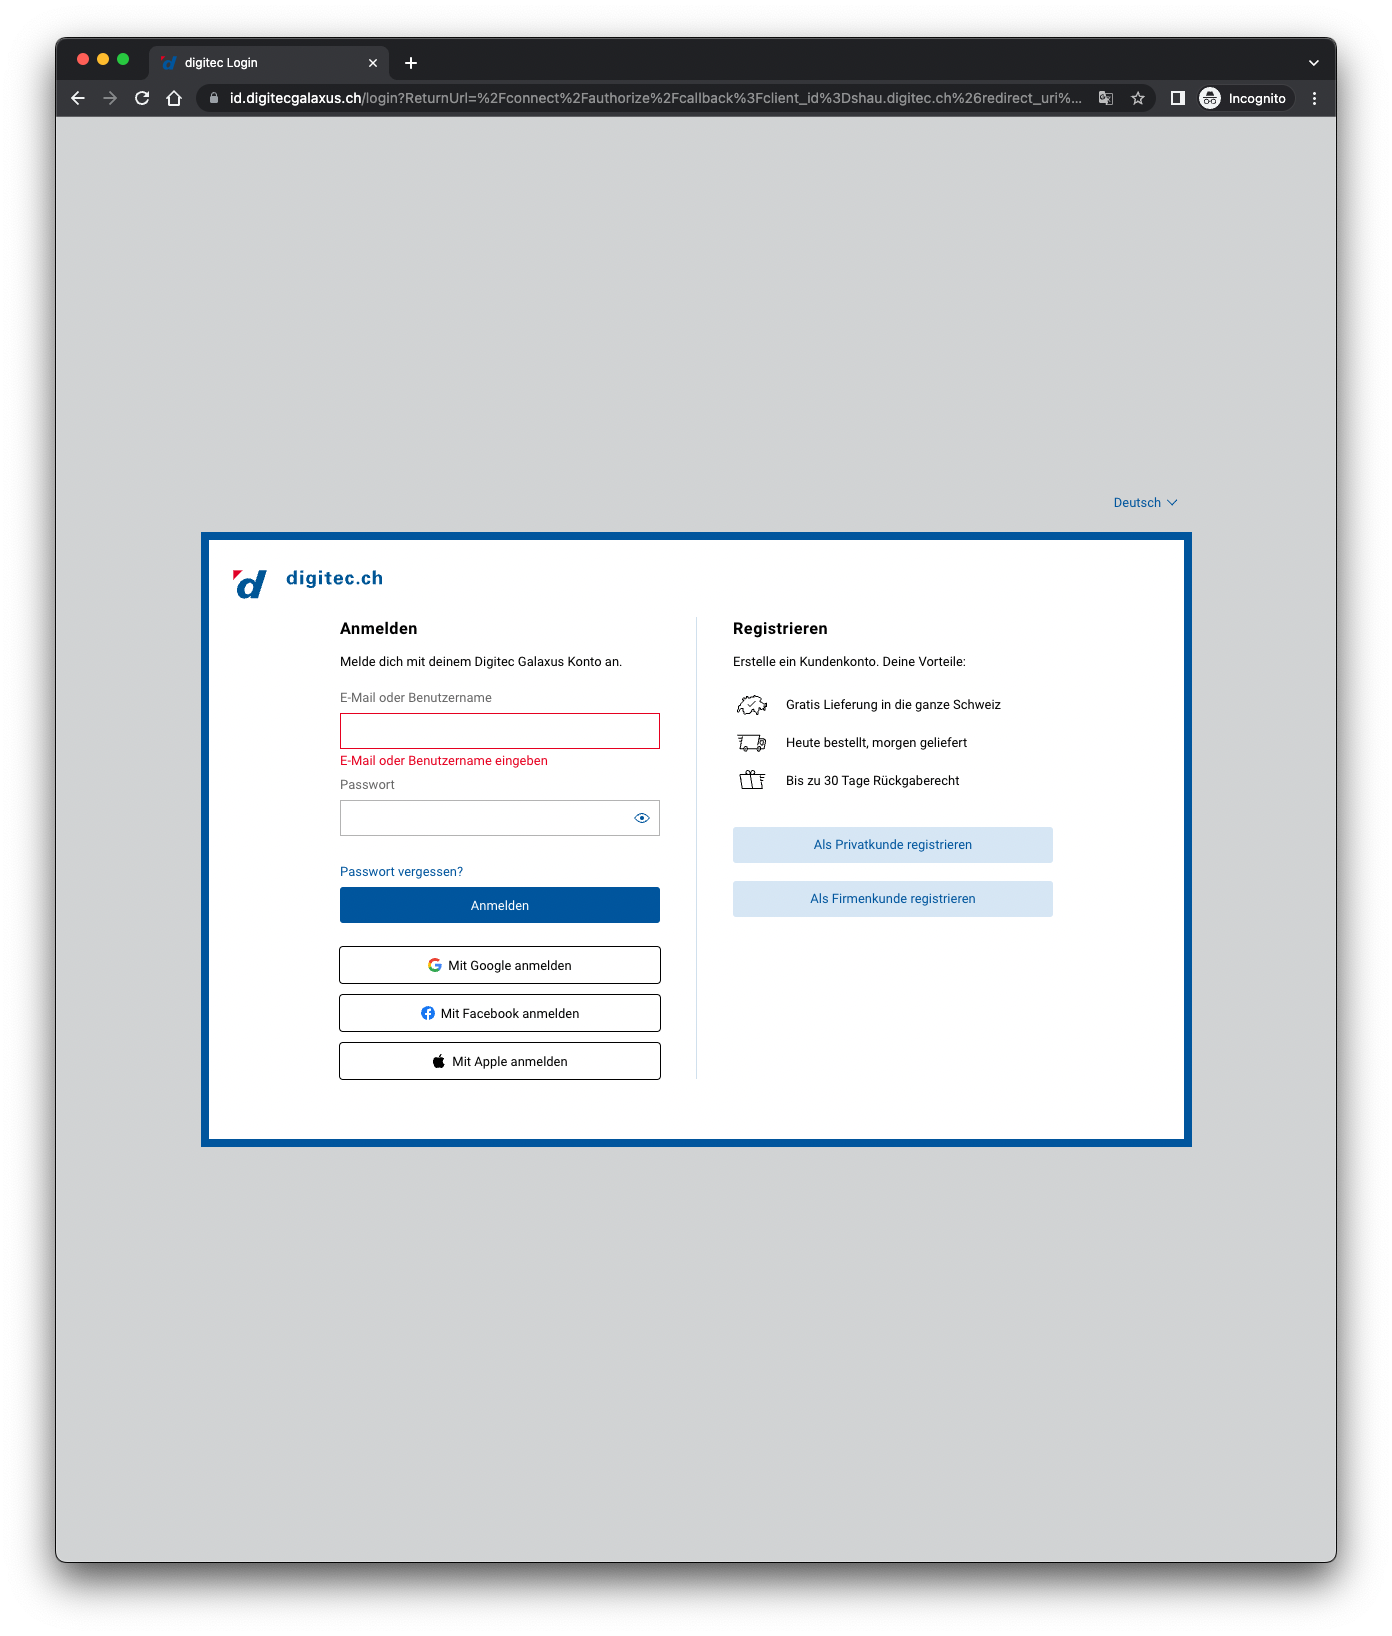 digitec Login
id.digitecgalaxus.ch/login?ReturnUrl=%2Fconnect%2Fauthorize%2Fcallback%3Fclient_id%3Dshau.digitec.ch%26redirect_uri%...
Incognito
Deutsch
digitec.ch
Anmelden
Melde dich mit deinem Digitec Galaxus Konto an.
E-Mail oder Benutzername
E-Mail oder Benutzername eingeben
Passwort
Passwort vergessen?
Anmelden
Mit Google anmelden
Mit Facebook anmelden
Mit Apple anmelden
Registrieren
Erstelle ein Kundenkonto. Deine Vorteile:
Gratis Lieferung in die ganze Schweiz
Heute bestellt, morgen geliefert
Bis zu 30 Tage Rückgaberecht
Als Privatkunde registrieren
Als Firmenkunde registrieren